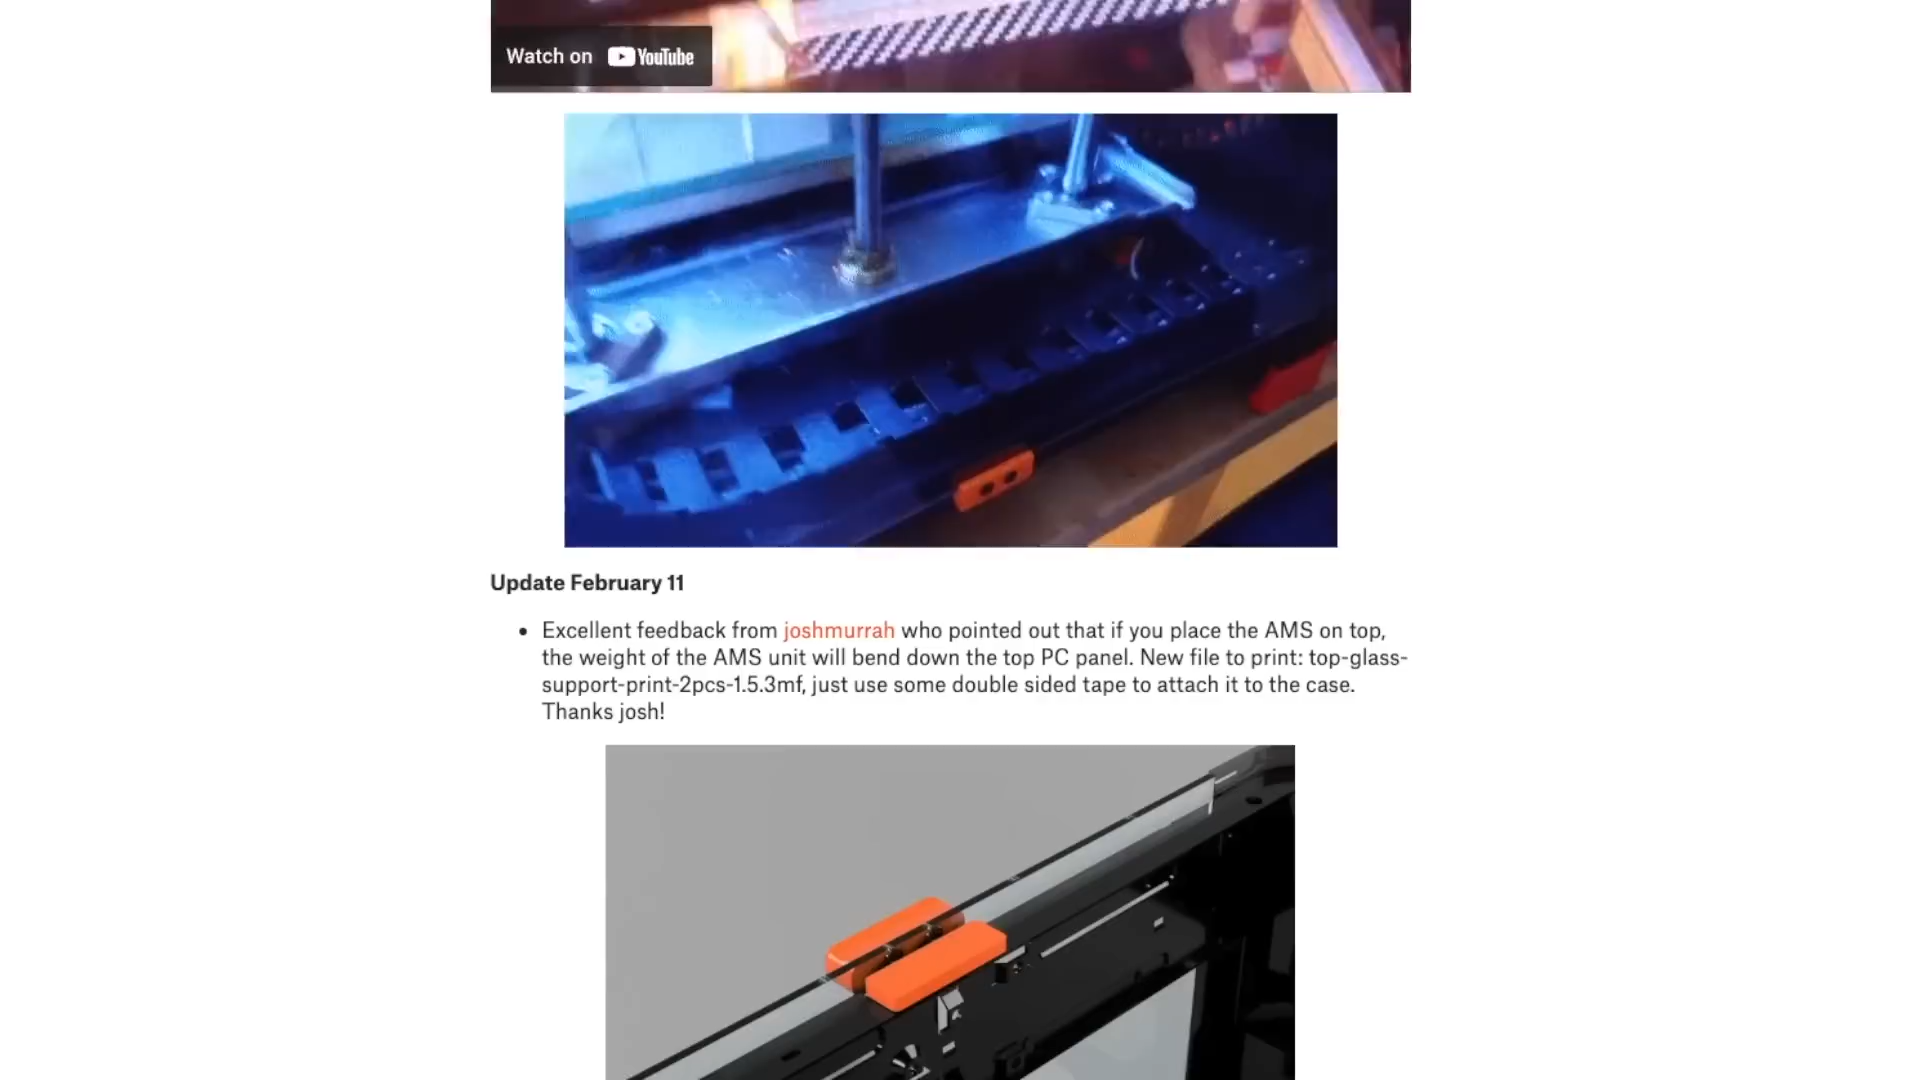 Watch on YouTube
Update February 11
• Excellent feedback from joshmurrah who pointed out that if you place the AMS on top,
the weight of the AMS unit will bend down the top PC panel. New file to print: top-glass-
support-print-2pcs-1.5.3mf, just use some double sided tape to attach it to the case.
Thanks josh!